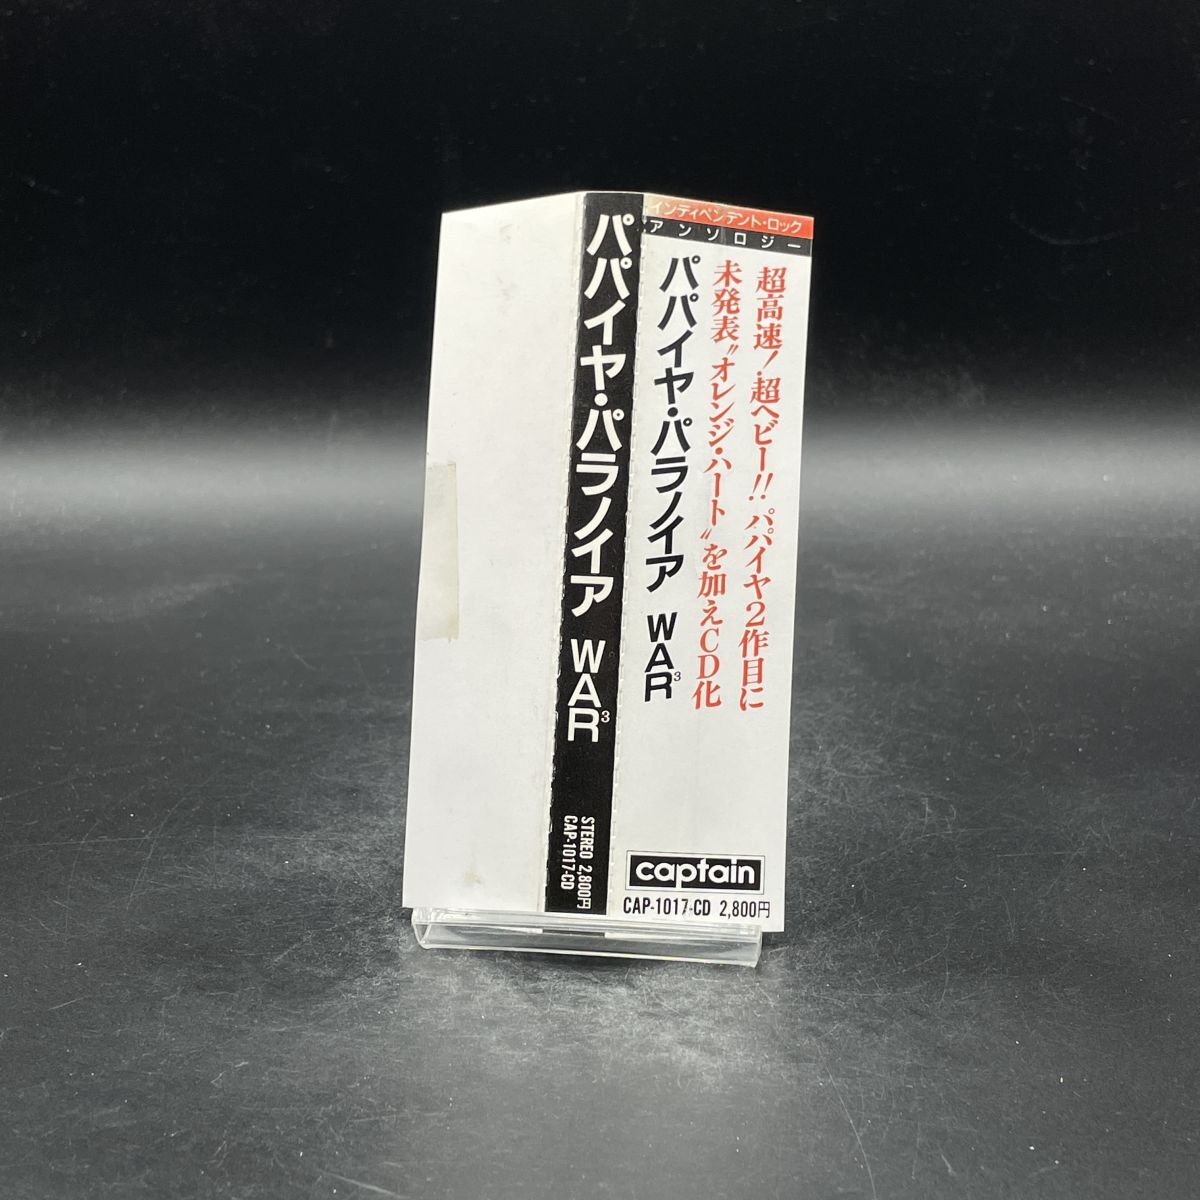 インディペンデント・ロック
アンソロジー
超高速！超ヘビー!!パパイヤ2作目に
未発表〝オレンジ・ハート〟を加えCD化
パパイヤ・パラノイア WAR3
captain
CAP-1017-CD 2,800円
パパイヤ・パラノイア WAR3
STEREO 2,800円
CAP-1017-CD